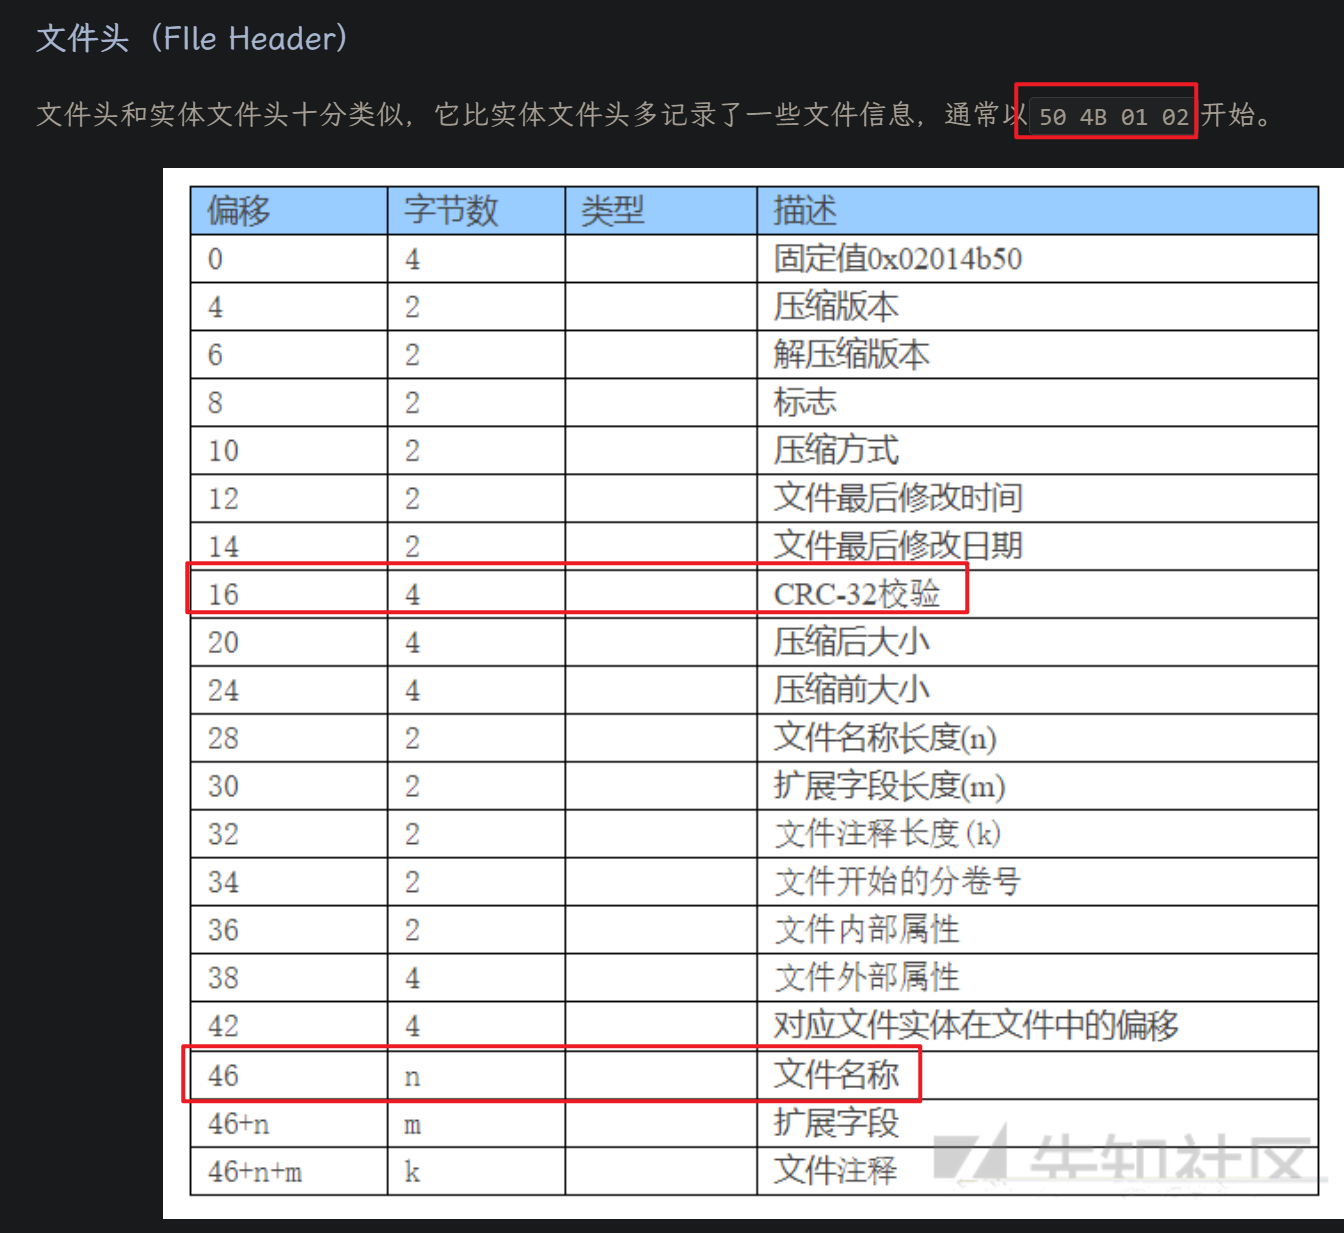 文件头（FIle Header）
文件头和实体文件头十分类似，它比实体文件头多记录了一些文件信息，通常以 50 4B 01 02 开始。
偏移 字节数 类型 描述
0 4 固定值0x02014b50
4 2 压缩版本
6 2 解压缩版本
8 2 标志
10 2 压缩方式
12 2 文件最后修改时间
14 2 文件最后修改日期
16 4 CRC-32校验
20 4 压缩后大小
24 4 压缩前大小
28 2 文件名称长度(n)
30 2 扩展字段长度(m)
32 2 文件注释长度(k)
34 2 文件开始的分卷号
36 2 文件内部属性
38 4 文件外部属性
42 4 对应文件实体在文件中的偏移
46 n 文件名称
46+n m 扩展字段
46+n+m k 文件注释
先知社区